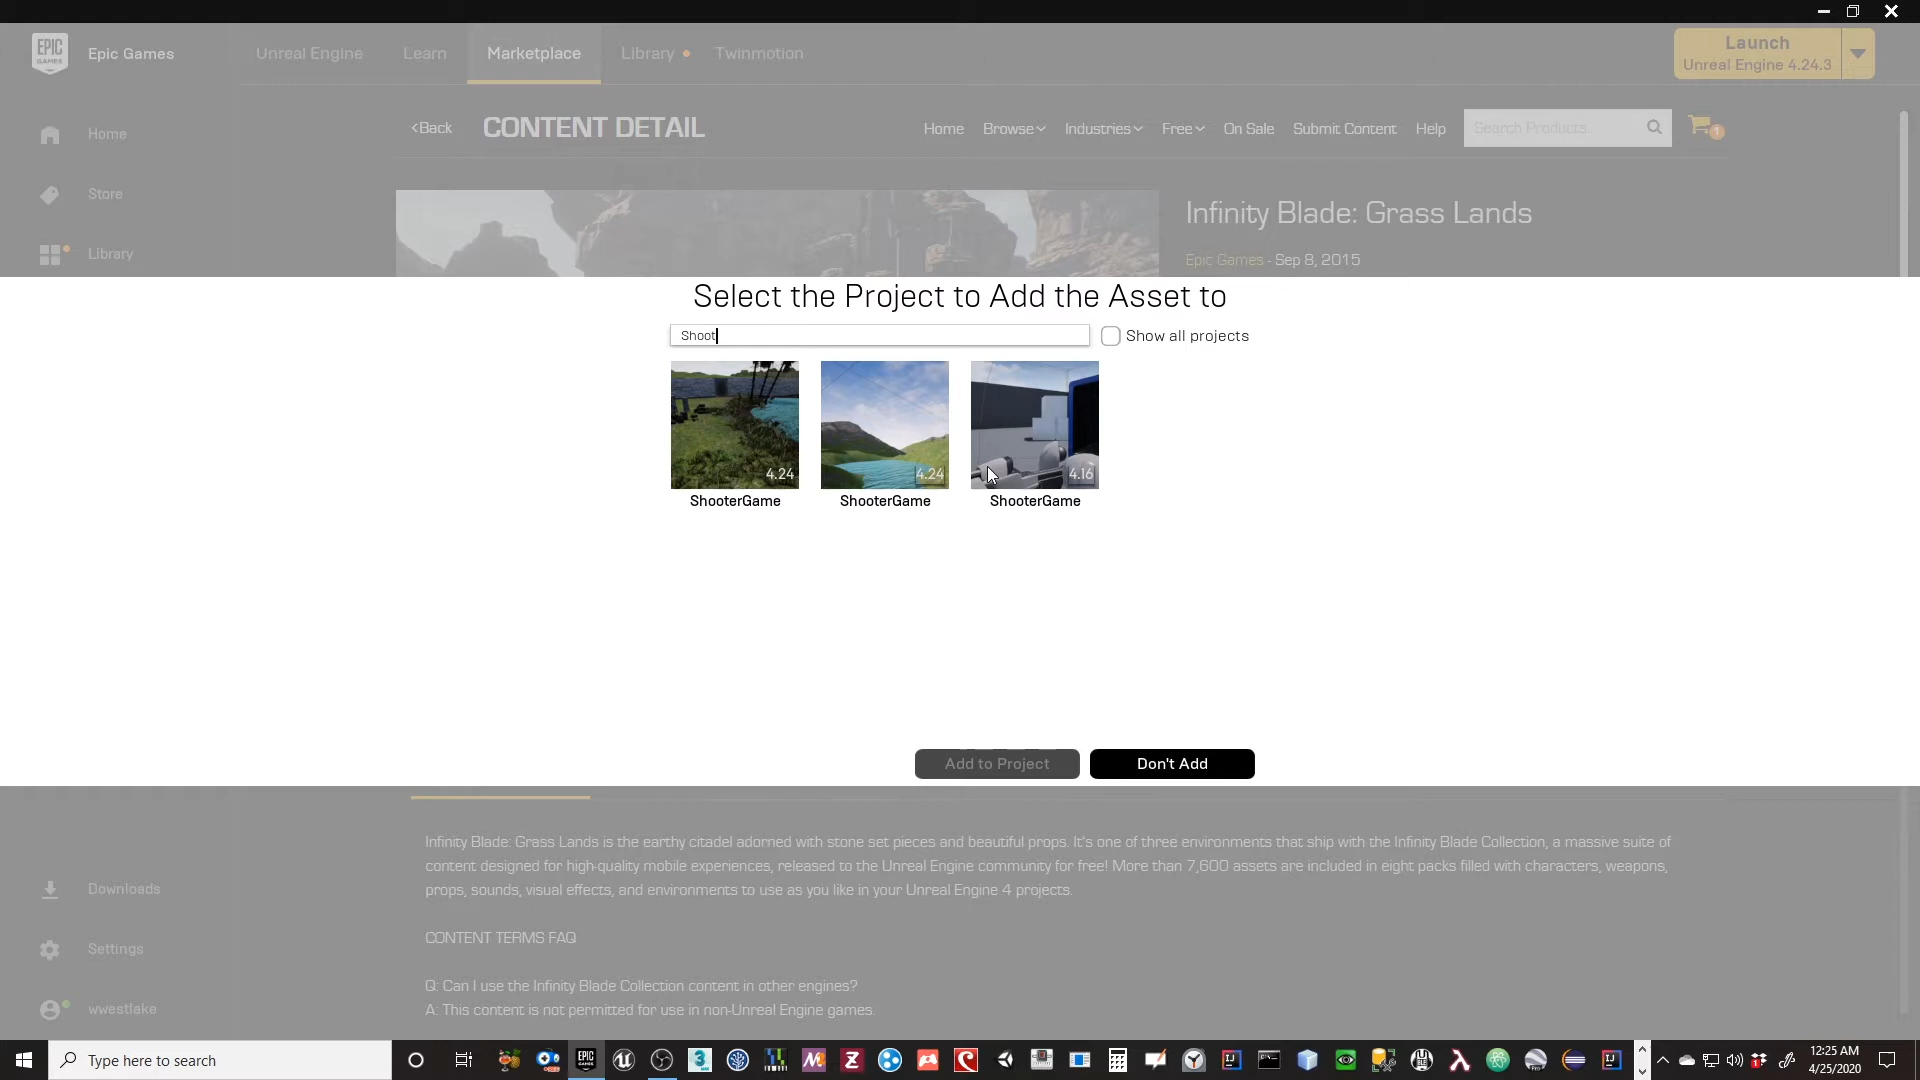 EPIC GAMES
Epic Games
Unreal Engine
Learn
Marketplace
Library
Twinmotion
Launch
Unreal Engine 4.24.3
Home
Store
Library
<Back
CONTENT DETAIL
Home
Browse
Industries
Free
On Sale
Submit Content
Help
Search Products...
1
Infinity Blade: Grass Lands
Epic Games - Sep 8, 2015
Select the Project to Add the Asset to
Shoot
Show all projects
4.24
4.24
4.16
ShooterGame
ShooterGame
ShooterGame
Add to Project
Don't Add
Infinity Blade: Grass Lands is the earthy citadel adorned with stone set pieces and beautiful props. It's one of three environments that ship with the Infinity Blade Collection, a massive suite of
content designed for high-quality mobile experiences, released to the Unreal Engine community for free! More than 7,600 assets are included in eight packs filled with characters, weapons,
props, sounds, visual effects, and environments to use as you like in your Unreal Engine 4 projects.
CONTENT TERMS FAQ
Q: Can I use the Infinity Blade Collection content in other engines?
A: This content is not permitted for use in non-Unreal Engine games.
Downloads
Settings
wwestlake
Type here to search
12:25 AM
4/25/2020